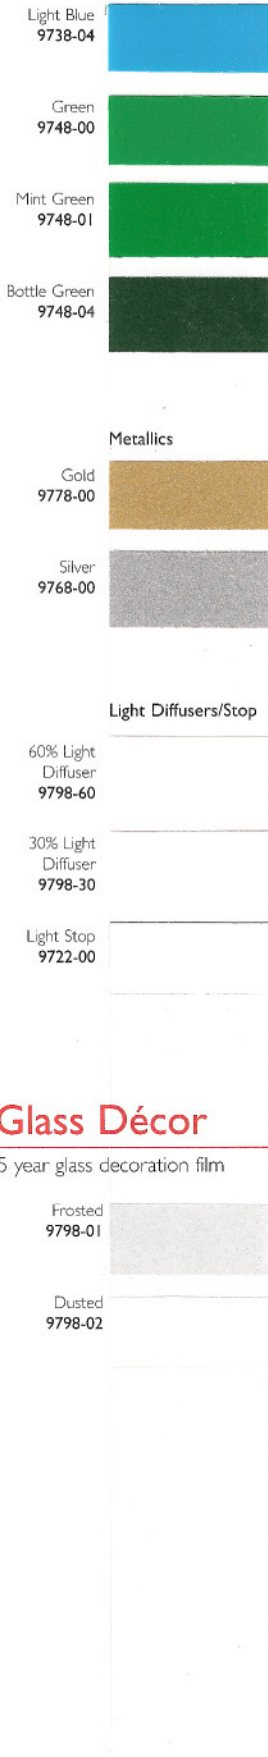 Light Blue
9738-04
Green
9748-00
Mint Green
9748-01
Bottle Green
9748-04
Metallics
Gold
9778-00
Silver
9768-00
Light Diffusers/Stop
60% Light
Diffuser
9798-60
30% Light
Diffuser
9798-30
Light Stop
9722-00
Glass Décor
5 year glass decoration film
Frosted
9798-01
Dusted
9798-02